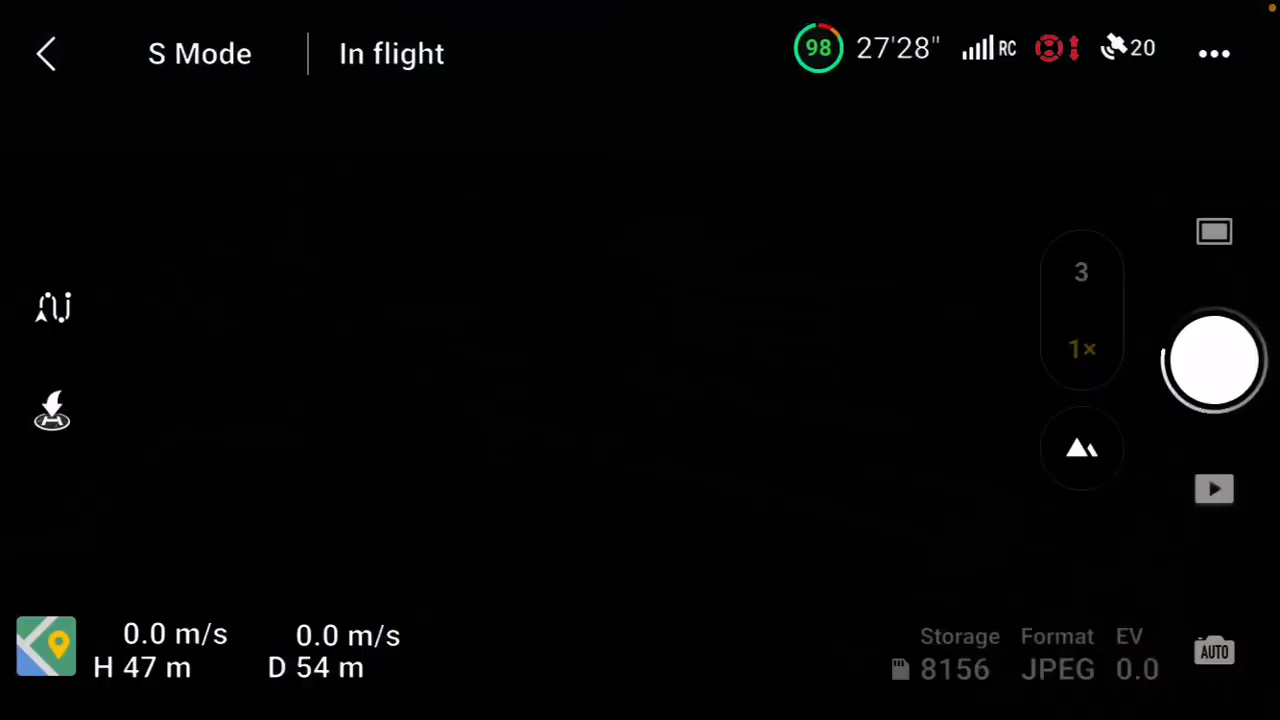 S Mode In flight 98 27'28" RC 20
3
1×
0.0 m/s 0.0 m/s
H 47 m D 54 m
Storage Format EV
8156 JPEG 0.0
AUTO